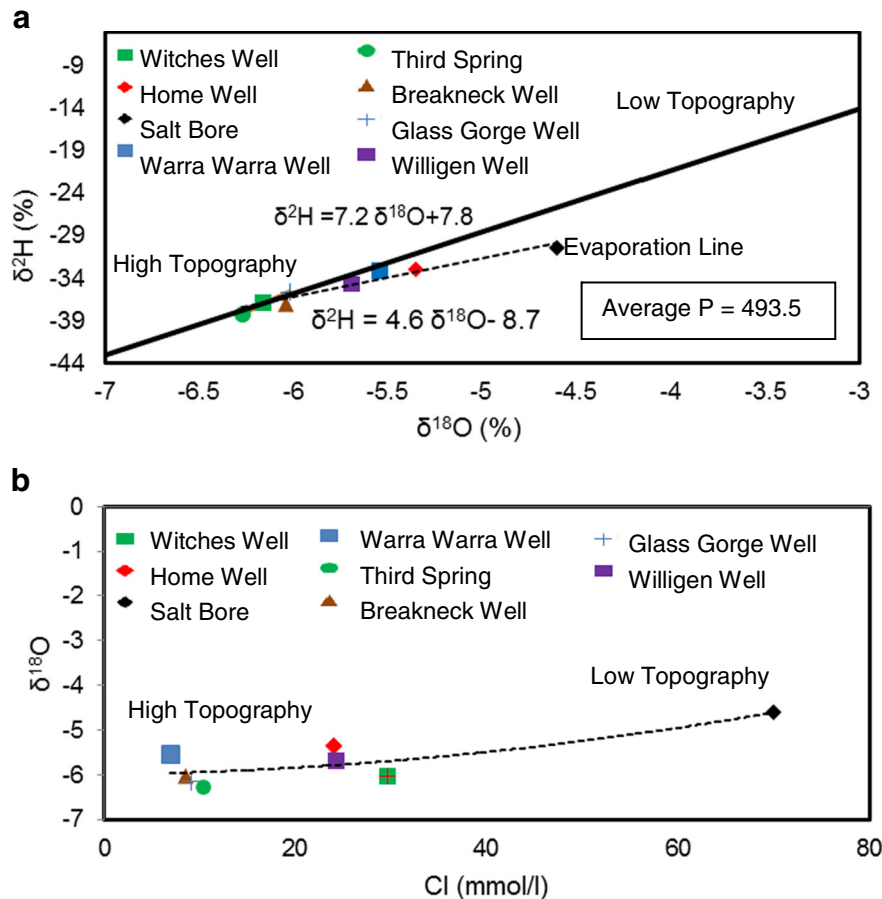 a
-9
-14
-19
-24
-29
-34
-39
-44
δ²H (%)
Witches Well
Third Spring
Home Well
Breakneck Well
Salt Bore
Glass Gorge Well
Warra Warra Well
Willigen Well
Low Topography
δ²H =7.2 δ¹⁸O+7.8
High Topography
Evaporation Line
δ²H = 4.6 δ¹⁸O- 8.7
Average P = 493.5
-7 -6 -5.5 -5 -4.5 -4 -3.5 -3
δ¹⁸O (%)
b
0
-1
-2
-3
-4
-5
-6
-7
δ¹⁸O
Witches Well
Warra Warra Well
Glass Gorge Well
Home Well
Third Spring
Willigen Well
Salt Bore
Breakneck Well
Low Topography
High Topography
0 20 40 60 80
Cl (mmol/l)